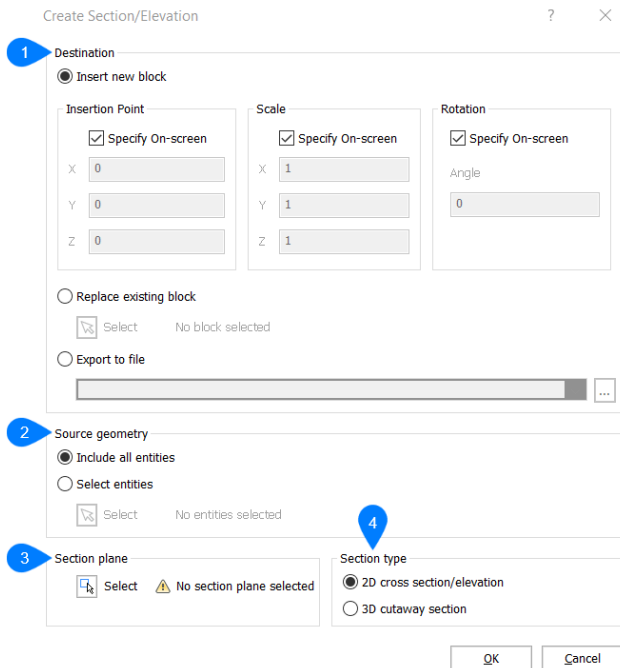 Create Section/Elevation ?
1 Destination
Insert new block
Insertion Point Scale Rotation
Specify On-screen Specify On-screen Specify On-screen
X 0 X 1 Angle
Y 0 Y 1 0
Z 0 Z 1
Replace existing block
Select No block selected
Export to file
...
2 Source geometry
Include all entities
Select entities
Select No entities selected
4
3 Section plane Section type
Select No section plane selected 2D cross section/elevation
3D cutaway section
OK Cancel